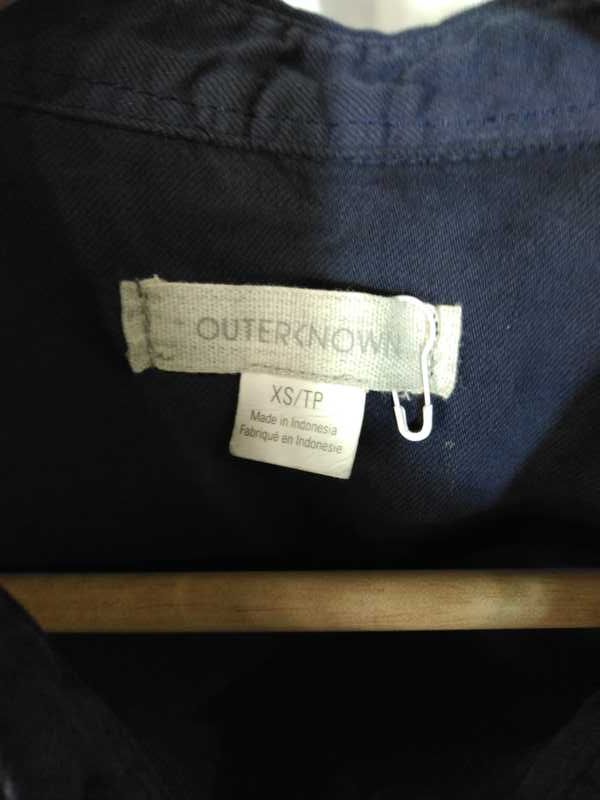 OUTERKNOWN
XS/TP
Made in Indonesia
Fabriqué en Indonesie